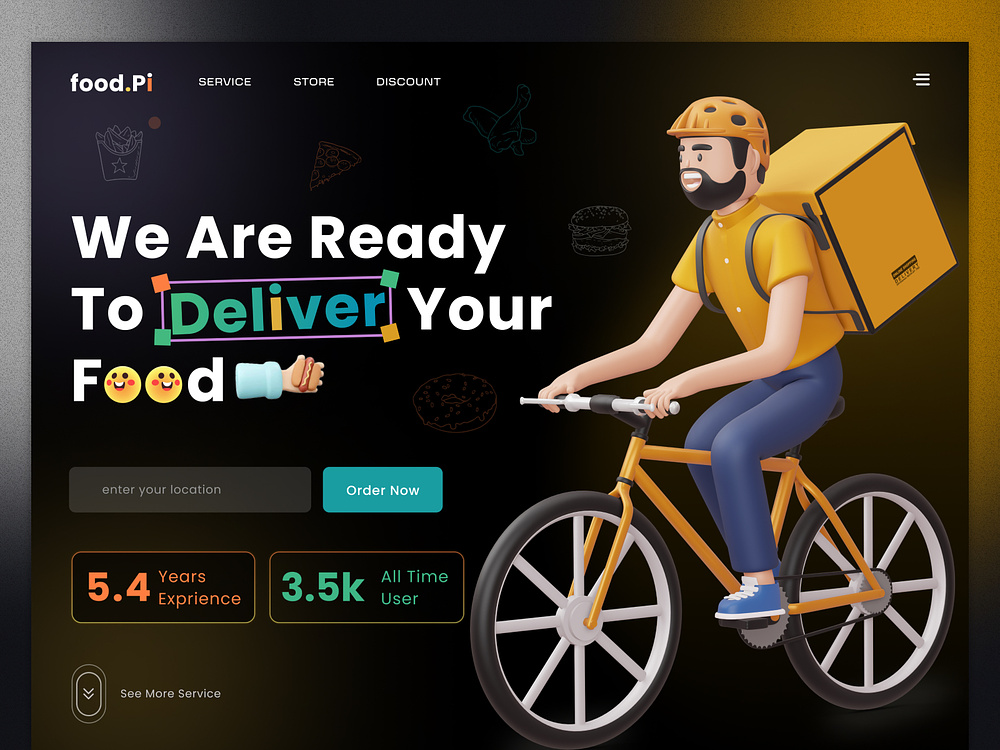 food.Pi
SERVICE
STORE
DISCOUNT
We Are Ready
To Deliver Your
Food
enter your location
Order Now
5.4 Years
Exprience
3.5k All Time
User
See More Service
DELIVERY